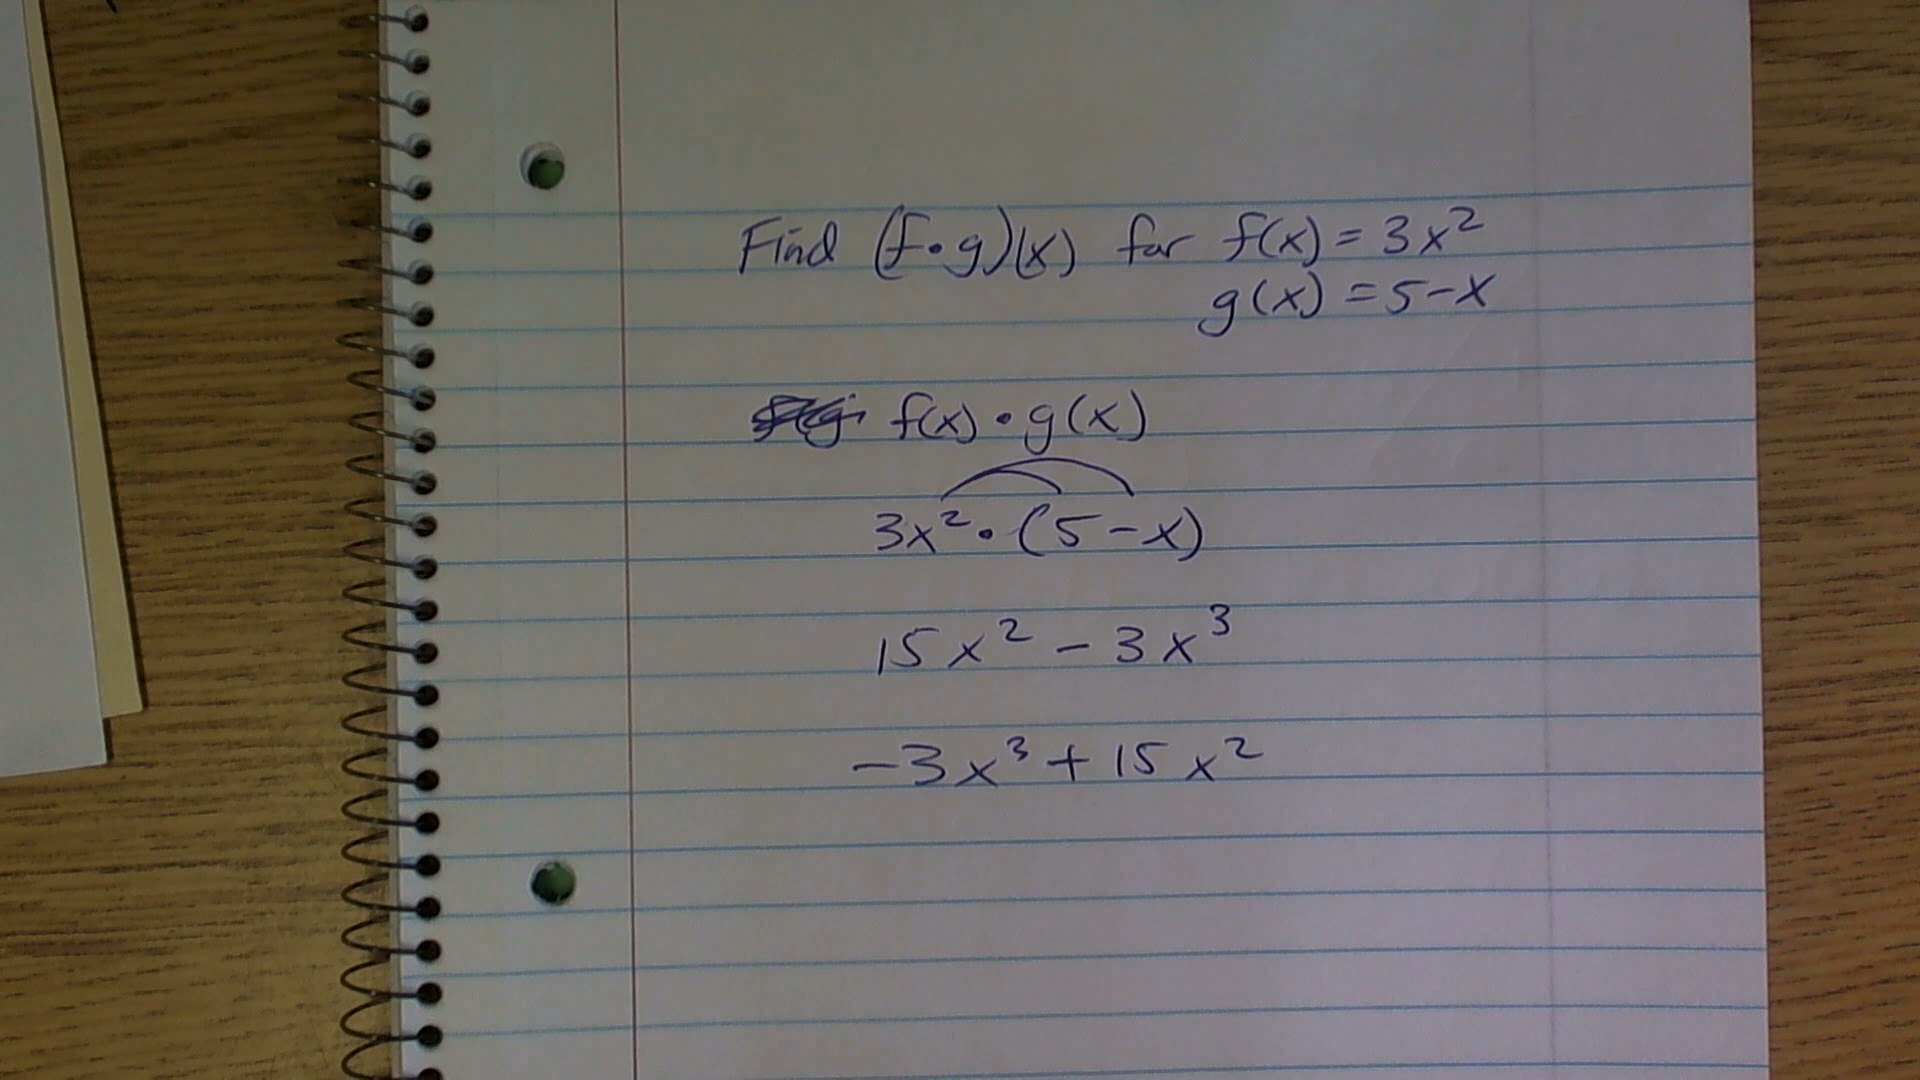 Find (f•g)(x) for f(x) = 3x²
g(x) = 5-x
f(x) • g(x)
3x² • (5-x)
15x² - 3x³
-3x³ + 15x²